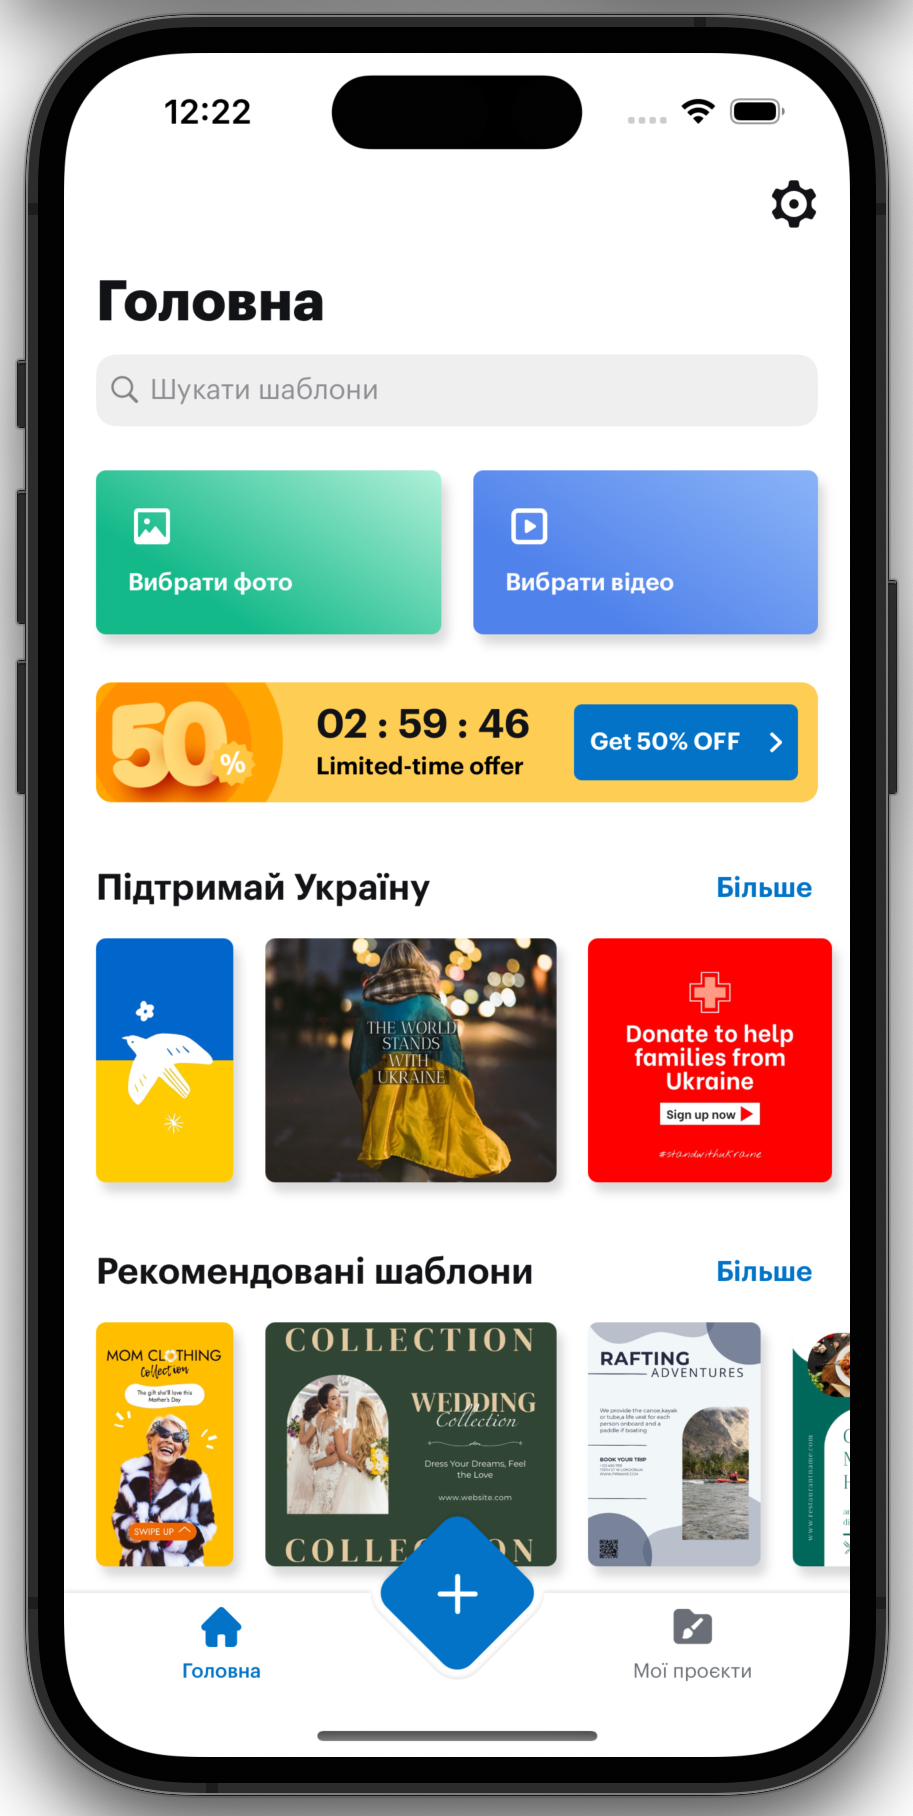 12:22
Головна
Шукати шаблони
Вибрати фото
Вибрати відео
50
%
02 : 59 : 46
Limited-time offer
Get 50% OFF
Підтримай Україну
Більше
THE WORLD
STANDS
WITH
UKRAINE
Donate to help
families from
Ukraine
Sign up now
#standwithukraine
Рекомендовані шаблони
Більше
MOM CLOTHING
Collection
The gift she'll love this
Mother's Day
SWIPE UP
COLLECTION
WEDDING
Collection
Dress Your Dreams, Feel
the Love
www.website.com
RAFTING
ADVENTURES
We provide the canoe,kayak
or tube,a life vest for each
person onboard and a
paddle if boating
BOOK YOUR TRIP
www.restaurantname.com
Головна
Мої проєкти